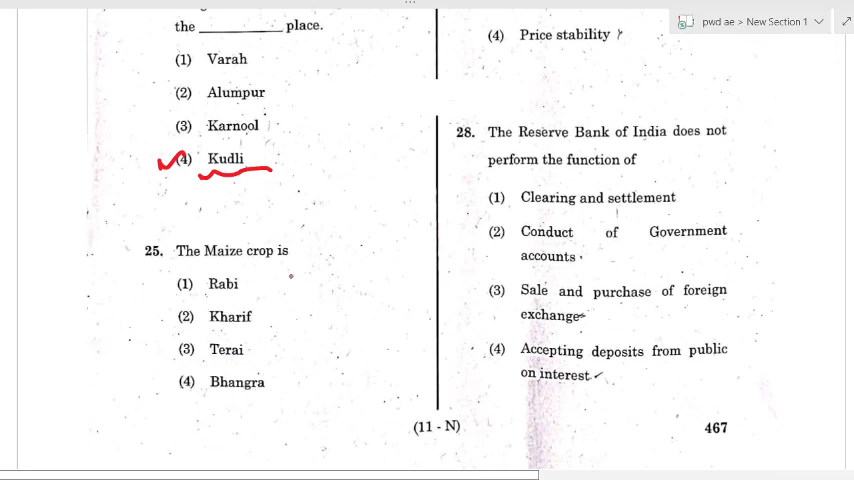 pwd ae > New Section 1
the __________ place.
(1) Varah
(2) Alumpur
(3) Karnool
(4) Kudli
25. The Maize crop is
(1) Rabi
(2) Kharif
(3) Terai
(4) Bhangra
(4) Price stability
28. The Reserve Bank of India does not
perform the function of
(1) Clearing and settlement
(2) Conduct of Government
accounts
(3) Sale and purchase of foreign
exchange
(4) Accepting deposits from public
on interest
(11 - N)
467